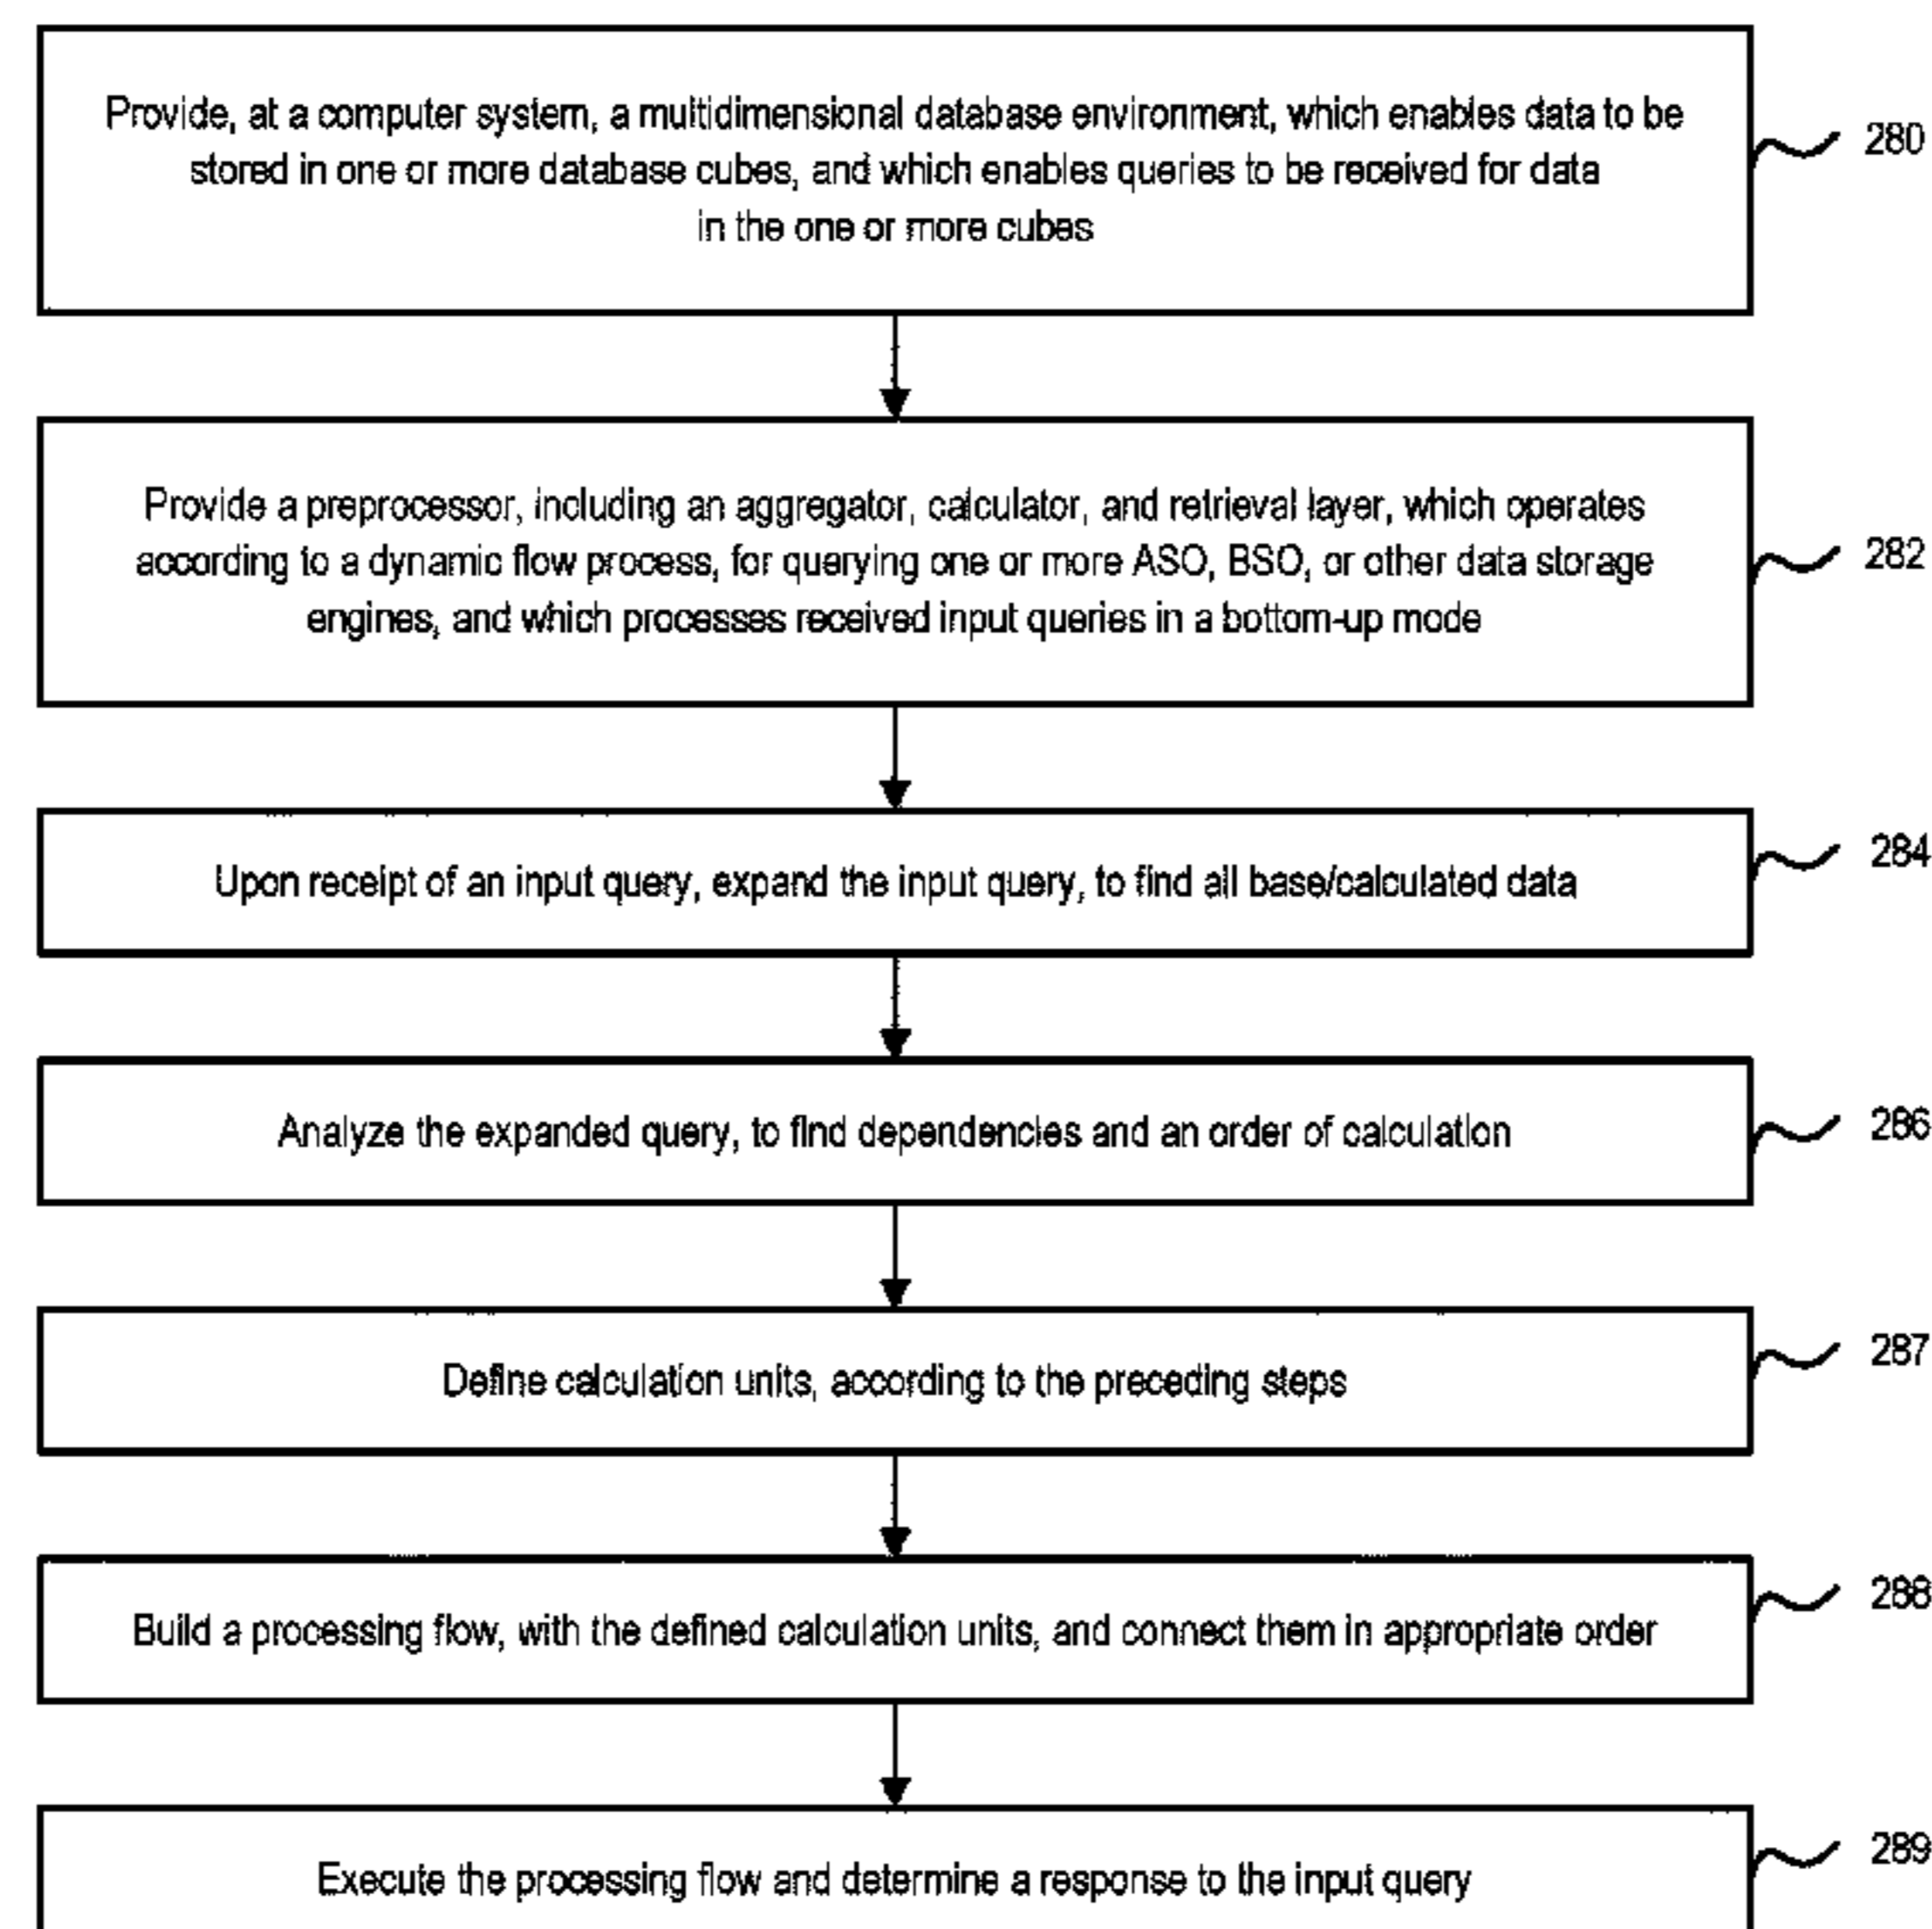 Provide, at a computer system, a multidimensional database environment, which enables data to be
stored in one or more database cubes, and which enables queries to be received for data
in the one or more cubes
280
Provide a preprocessor, including an aggregator, calculator, and retrieval layer, which operates
according to a dynamic flow process, for querying one or more ASO, BSO, or other data storage
engines, and which processes received input queries in a bottom-up mode
282
Upon receipt of an input query, expand the input query, to find all base/calculated data
284
Analyze the expanded query, to find dependencies and an order of calculation
286
Define calculation units, according to the preceding steps
287
Build a processing flow, with the defined calculation units, and connect them in appropriate order
288
Execute the processing flow and determine a response to the input query
289